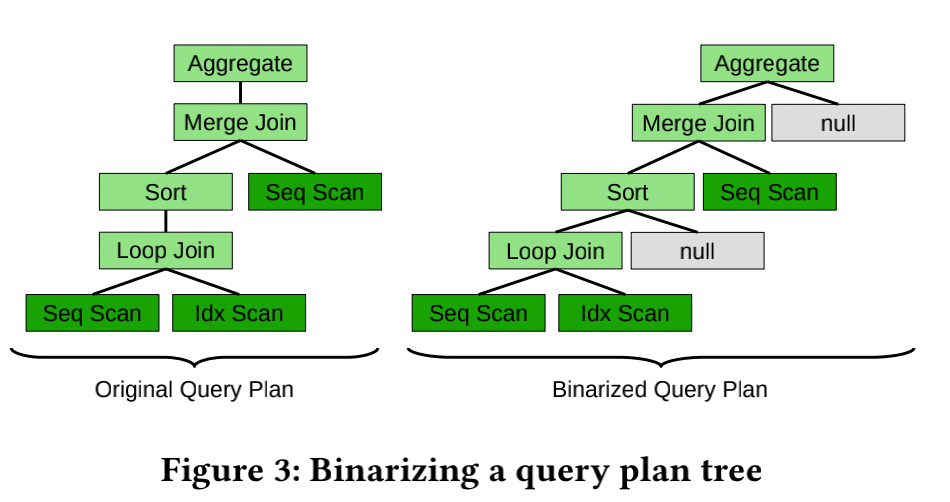 Aggregate
Merge Join
Sort
Seq Scan
Loop Join
Seq Scan
Idx Scan
Original Query Plan
Aggregate
Merge Join
null
Sort
Seq Scan
Loop Join
null
Seq Scan
Idx Scan
Binarized Query Plan
Figure 3: Binarizing a query plan tree